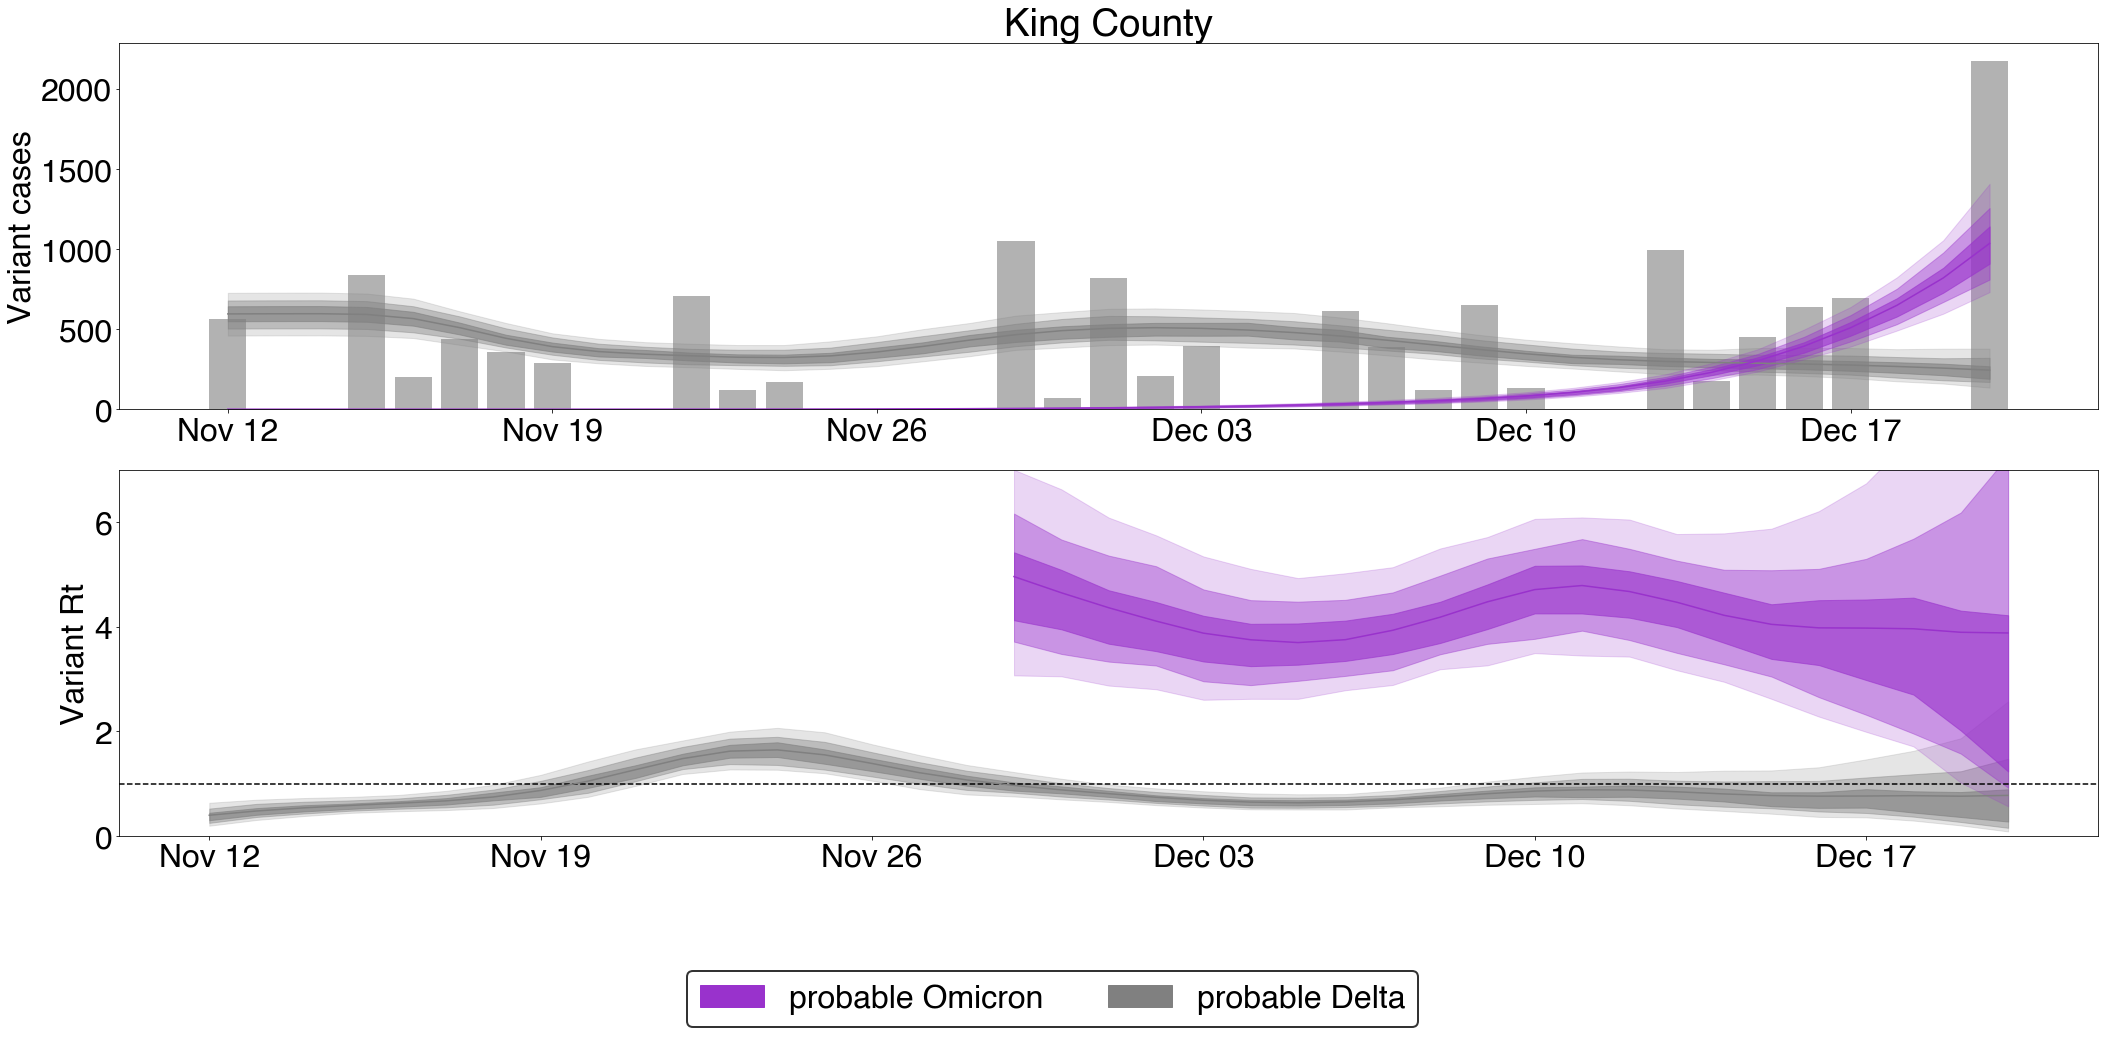 King County
Variant cases
2000
1500
1000
500
0
Nov 12
Nov 19
Nov 26
Dec 03
Dec 10
Dec 17
Variant Rt
6
4
2
0
Nov 12
Nov 19
Nov 26
Dec 03
Dec 10
Dec 17
probable Omicron
probable Delta